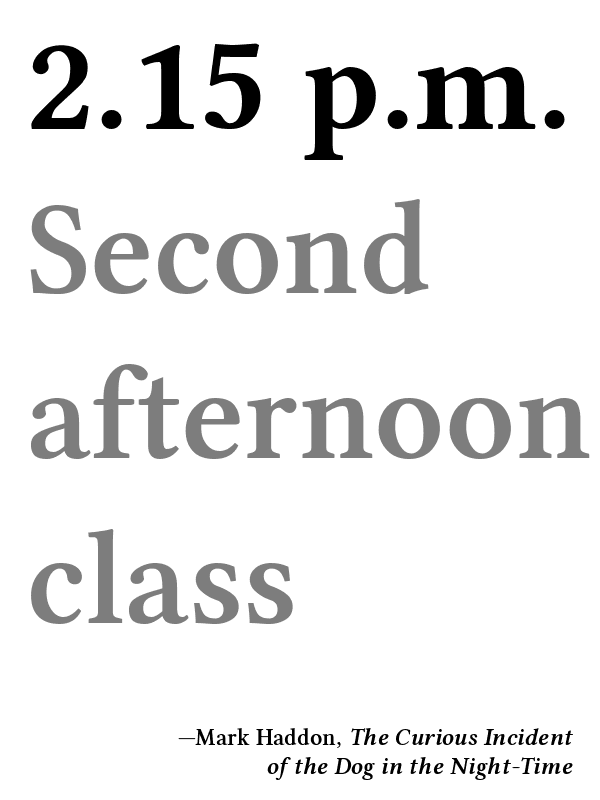 2.15 p.m.
Second
afternoon
class
—Mark Haddon, The Curious Incident
of the Dog in the Night-Time